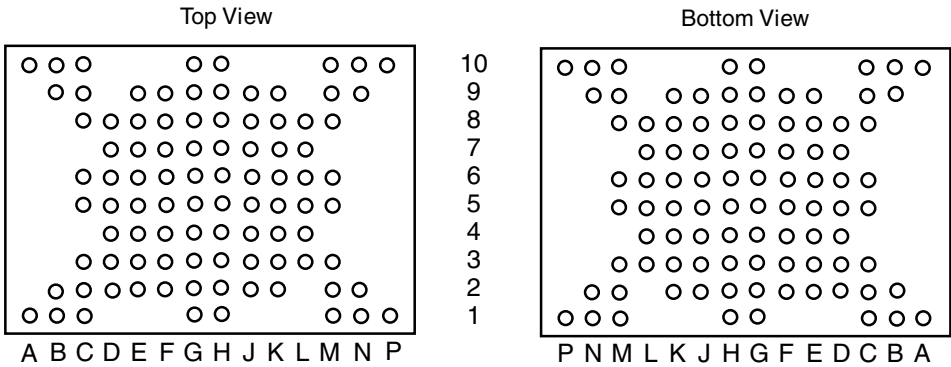 Top View
Bottom View
10
9
8
7
6
5
4
3
2
1
A B C D E F G H J K L M N P
P N M L K J H G F E D C B A